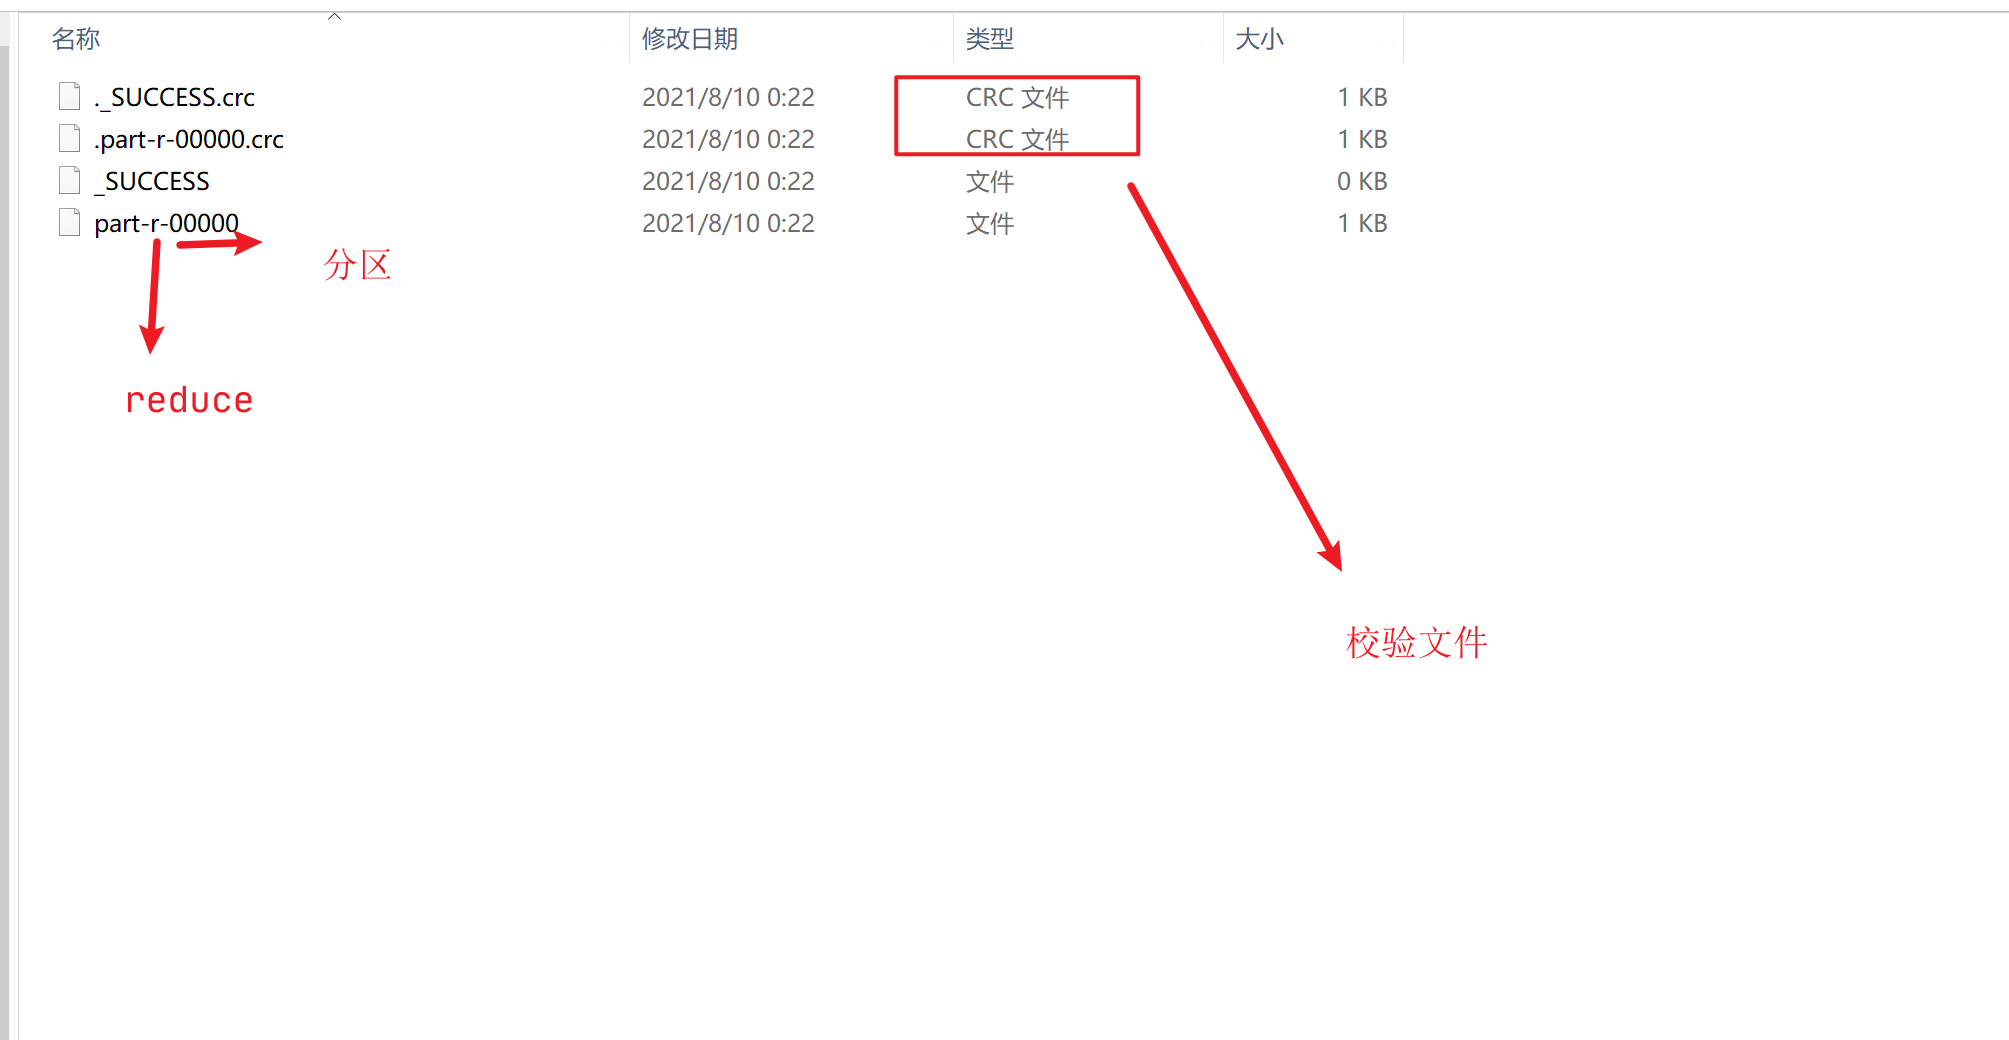 名称 修改日期 类型 大小
._SUCCESS.crc 2021/8/10 0:22 CRC 文件 1 KB
.part-r-00000.crc 2021/8/10 0:22 CRC 文件 1 KB
_SUCCESS 2021/8/10 0:22 文件 0 KB
part-r-00000 2021/8/10 0:22 文件 1 KB
分区
reduce
校验文件